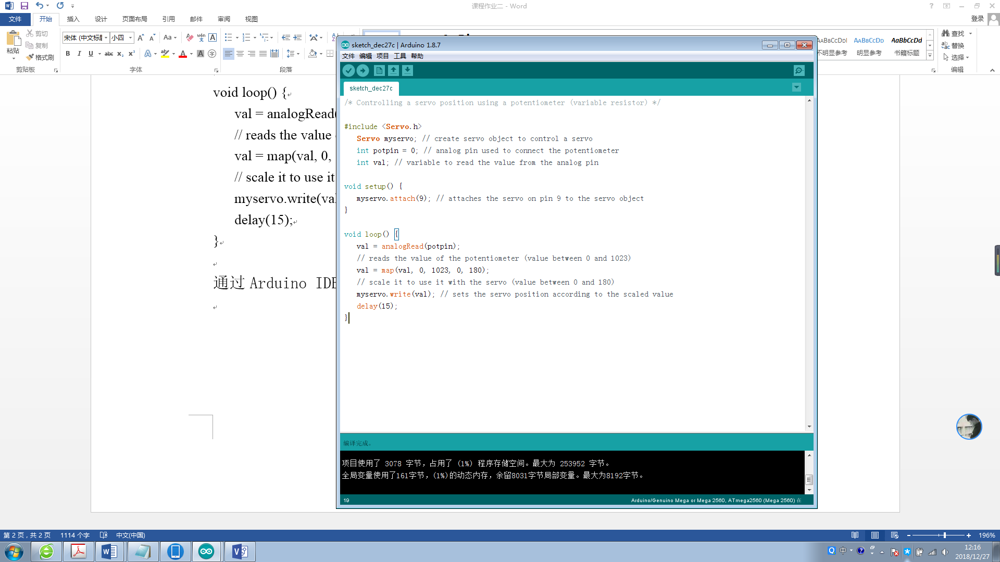 课程作业二 - Word
文件 开始 插入 设计 页面布局 引用 邮件 审阅 视图 登录
粘贴 剪切 复制 格式刷
宋体 (中文标题 小四
剪贴板 字体 段落
AABBCCDDI AABBCCDD AaBbCcDd
不明显参考 明显参考 书籍标题
查找 替换 选择 编辑
void loop() {
val = analogRead(
// reads the value
val = map(val, 0,
// scale it to use it
myservo.write(val
delay(15);
}
通过 Arduino IDE
sketch_dec27c | Arduino 1.8.7
文件 编辑 项目 工具 帮助
sketch_dec27c
/* Controlling a servo position using a potentiometer (variable resistor) */
#include <Servo.h>
Servo myservo; // create servo object to control a servo
int potpin = 0; // analog pin used to connect the potentiometer
int val; // variable to read the value from the analog pin
void setup() {
myservo.attach(9); // attaches the servo on pin 9 to the servo object
}
void loop() {
val = analogRead(potpin);
// reads the value of the potentiometer (value between 0 and 1023)
val = map(val, 0, 1023, 0, 180);
// scale it to use it with the servo (value between 0 and 180)
myservo.write(val); // sets the servo position according to the scaled value
delay(15);
}
编译完成。
项目使用了 3078 字节，占用了 (1%) 程序存储空间。最大为 253952 字节。
全局变量使用了161字节，(1%)的动态内存，余留8031字节局部变量。最大为8192字节。
19
Arduino/Genuino Mega or Mega 2560, ATmega2560 (Mega 2560) 在
第 2 页，共 2 页 1114 个字 中文(中国) 196%
中
12:16
2018/12/27